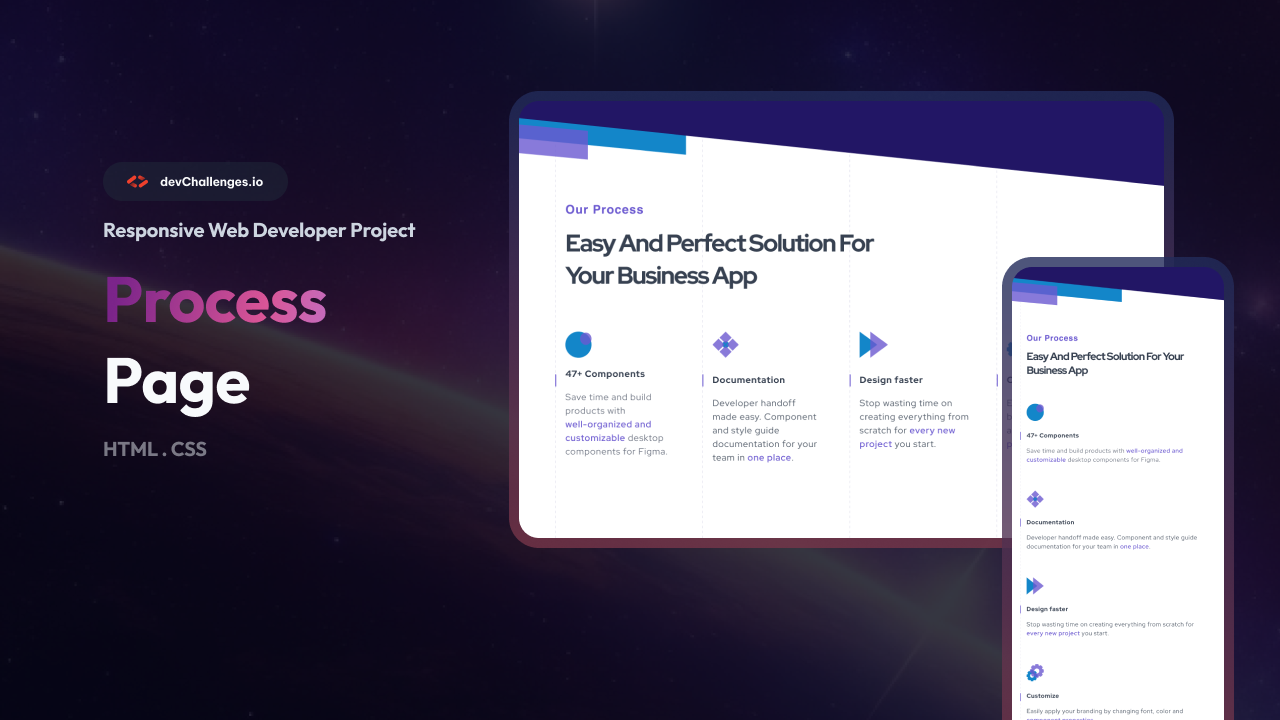 devChallenges.io
Responsive Web Developer Project
Process
Page
HTML . CSS
Our Process
Easy And Perfect Solution For
Your Business App
47+ Components
Save time and build
products with
well-organized and
customizable desktop
components for Figma.
Documentation
Developer handoff
made easy. Component
and style guide
documentation for your
team in one place.
Design faster
Stop wasting time on
creating everything from
scratch for every new
project you start.
Our Process
Easy And Perfect Solution For Your
Business App
47+ Components
Save time and build products with well-organized and
customizable desktop components for Figma.
Documentation
Developer handoff made easy. Component and style guide
documentation for your team in one place.
Design faster
Stop wasting time on creating everything from scratch for
every new project you start.
Customize
Easily apply your branding by changing font, color and